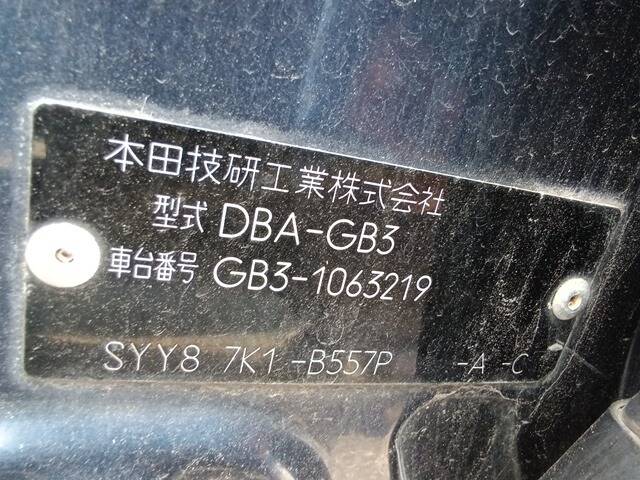 本田技研工業株式会社
型式 DBA-GB3
車台番号 GB3-1063219
SYY8 7K1 -B557P -A -C